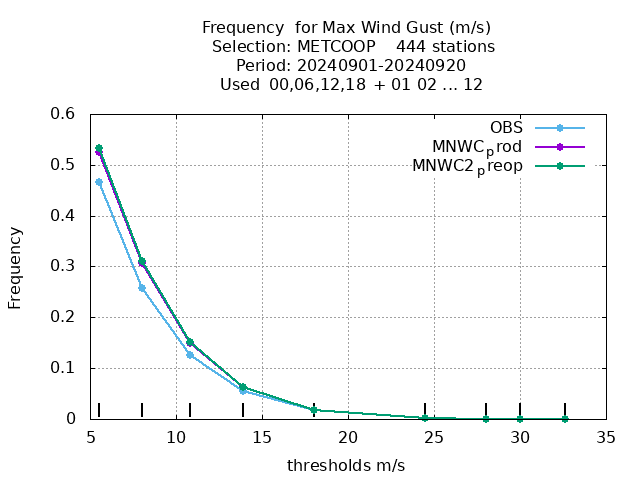 Frequency  for Max Wind Gust (m/s)
Selection: METCOOP    444 stations
Period: 20240901-20240920
Used  00,06,12,18  + 01 02 ... 12
0.6
0.5
0.4
0.3
0.2
0.1
0
Frequency
OBS
MNWCprod
MNWC2preop
5 10 15 20 25 30 35
thresholds m/s